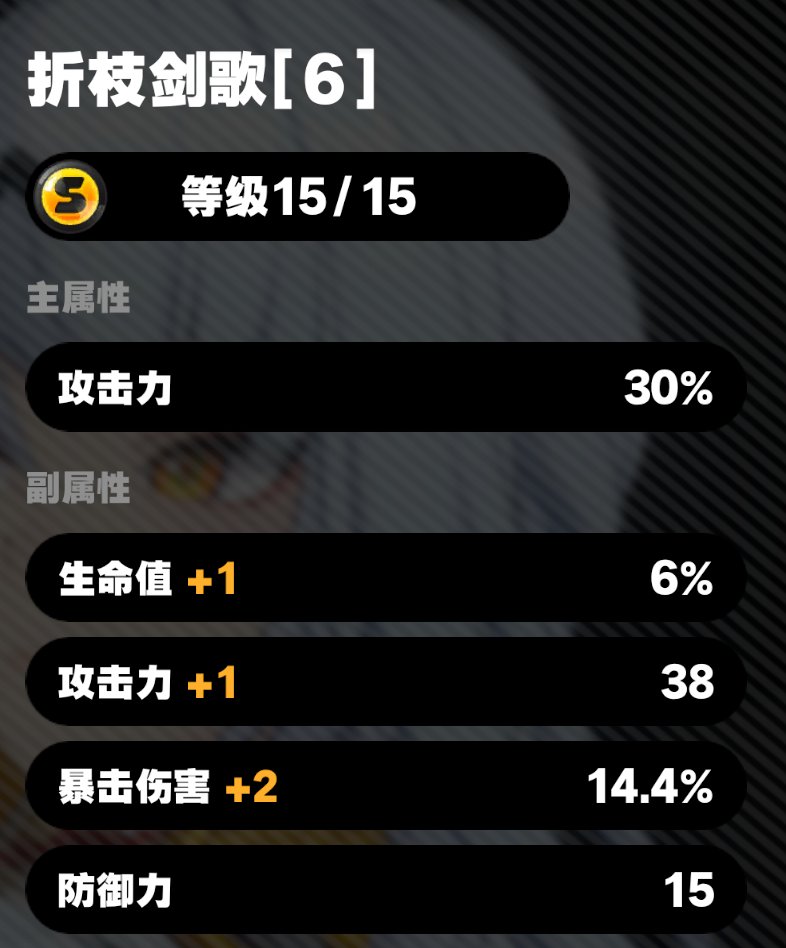 折枝剑歌[6]
S 等级15/15
主属性
攻击力 30%
副属性
生命值 +1 6%
攻击力 +1 38
暴击伤害 +2 14.4%
防御力 15